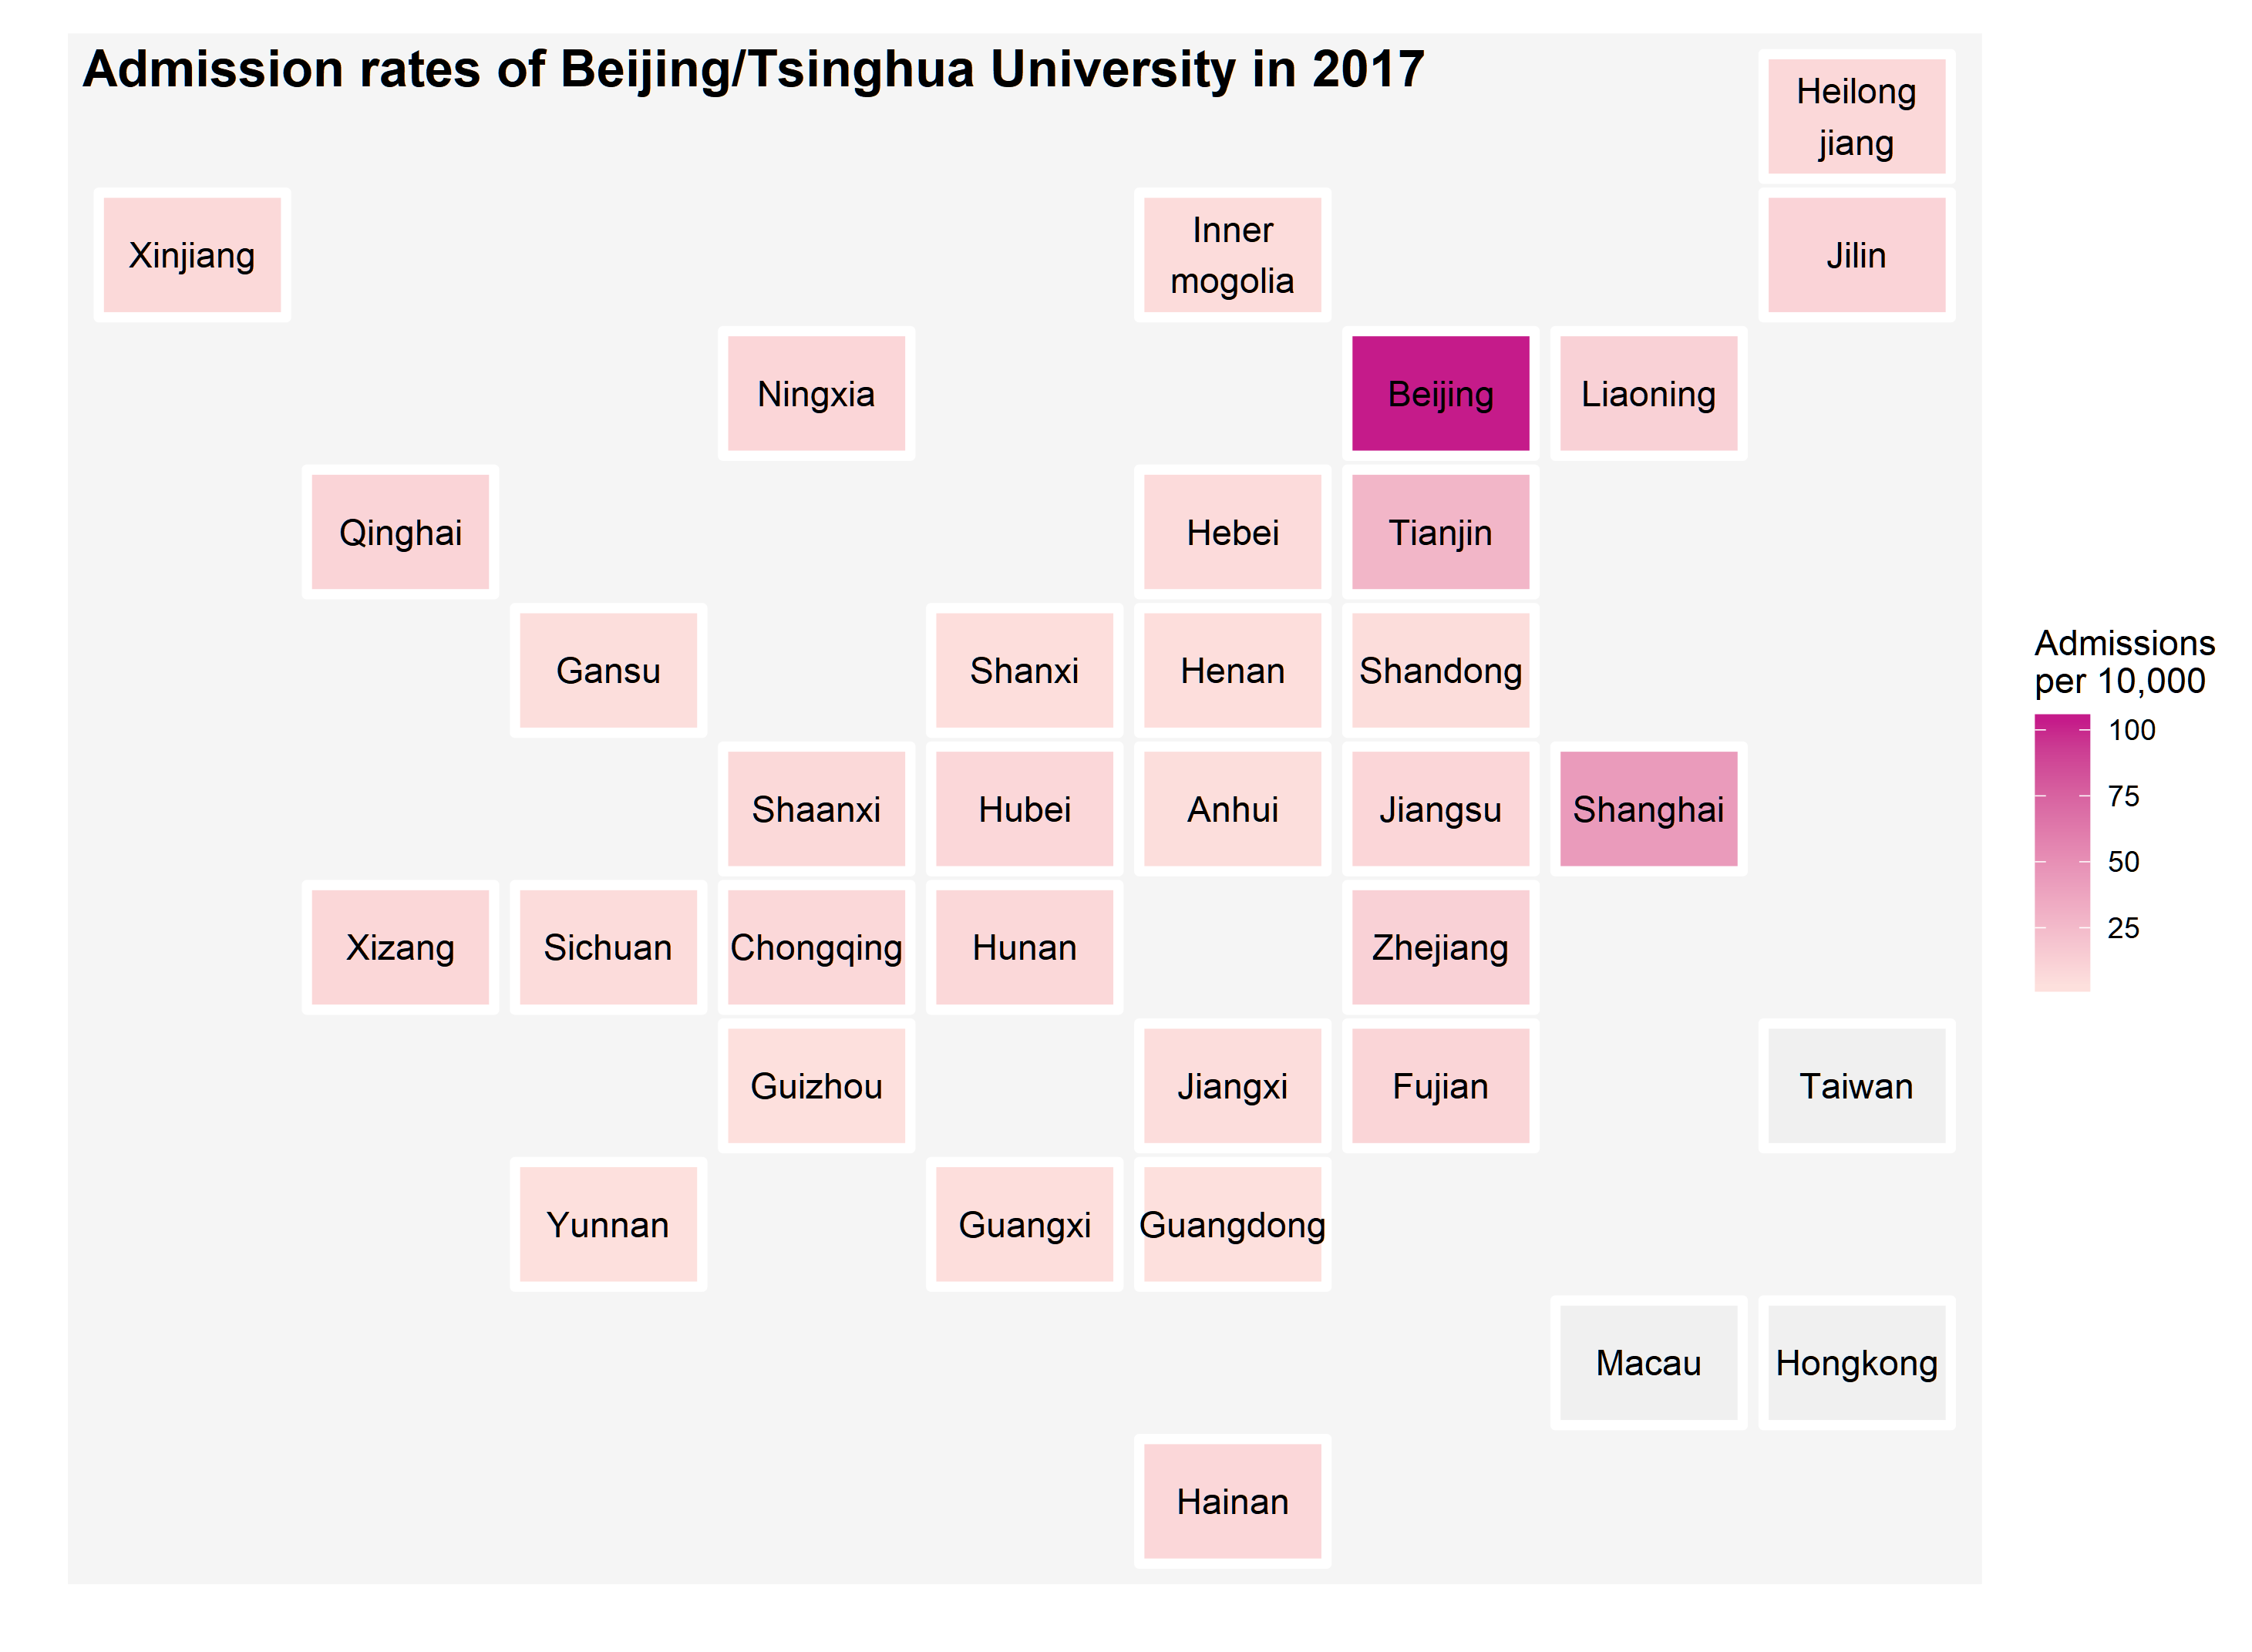 Admission rates of Beijing/Tsinghua University in 2017
Heilong
jiang
Xinjiang
Inner
mogolia
Jilin
Ningxia
Beijing
Liaoning
Qinghai
Hebei
Tianjin
Gansu
Shanxi
Henan
Shandong
Shaanxi
Hubei
Anhui
Jiangsu
Shanghai
Xizang
Sichuan
Chongqing
Hunan
Zhejiang
Guizhou
Jiangxi
Fujian
Taiwan
Yunnan
Guangxi
Guangdong
Macau
Hongkong
Hainan
Admissions
per 10,000
100
75
50
25